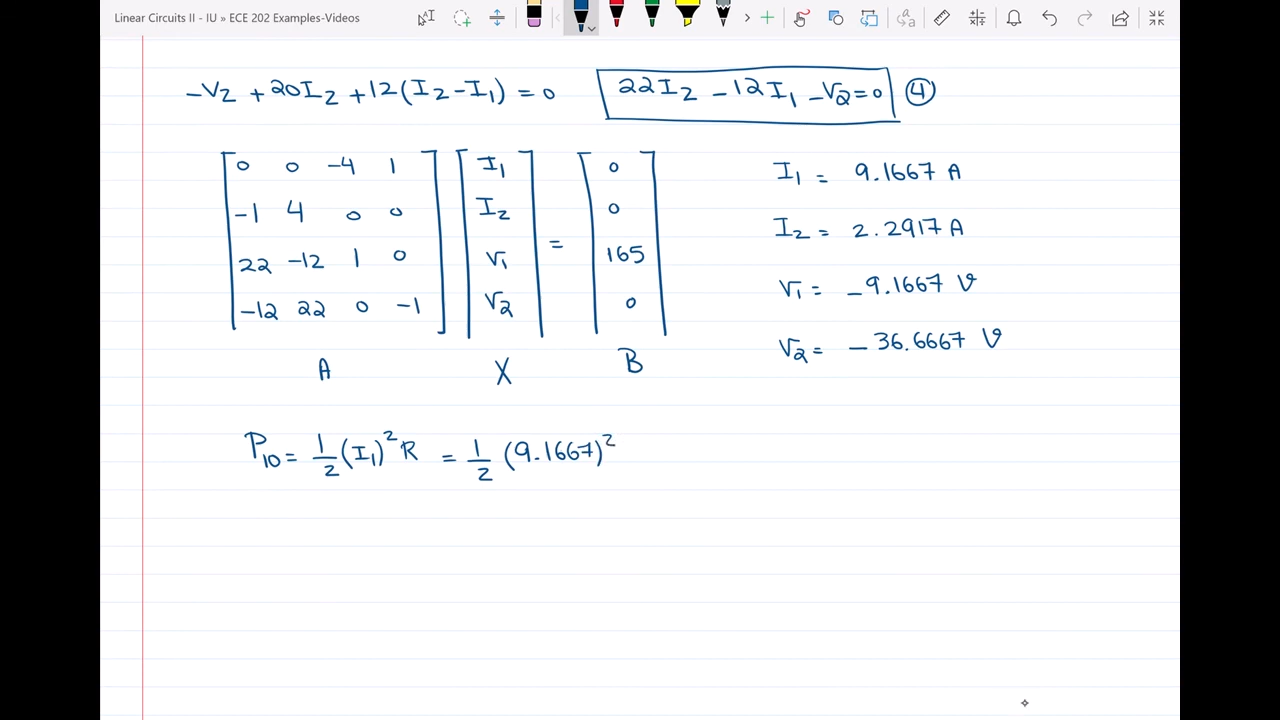 Linear Circuits II - IU » ECE 202 Examples-Videos
-V2 + 20I2 + 12(I2 - I1) = 0 22I2 - 12I1 - V2 = 0 ④
0 0 -4 1 I1 0 I1 = 9.1667 A
-1 4 0 0 I2 0 I2 = 2.2917 A
22 -12 1 0 V1 = 165 V1 = -9.1667 V
-12 22 0 -1 V2 0 V2 = -36.6667 V
A X B
P10 = 1/2 (I1)² R = 1/2 (9.1667)²